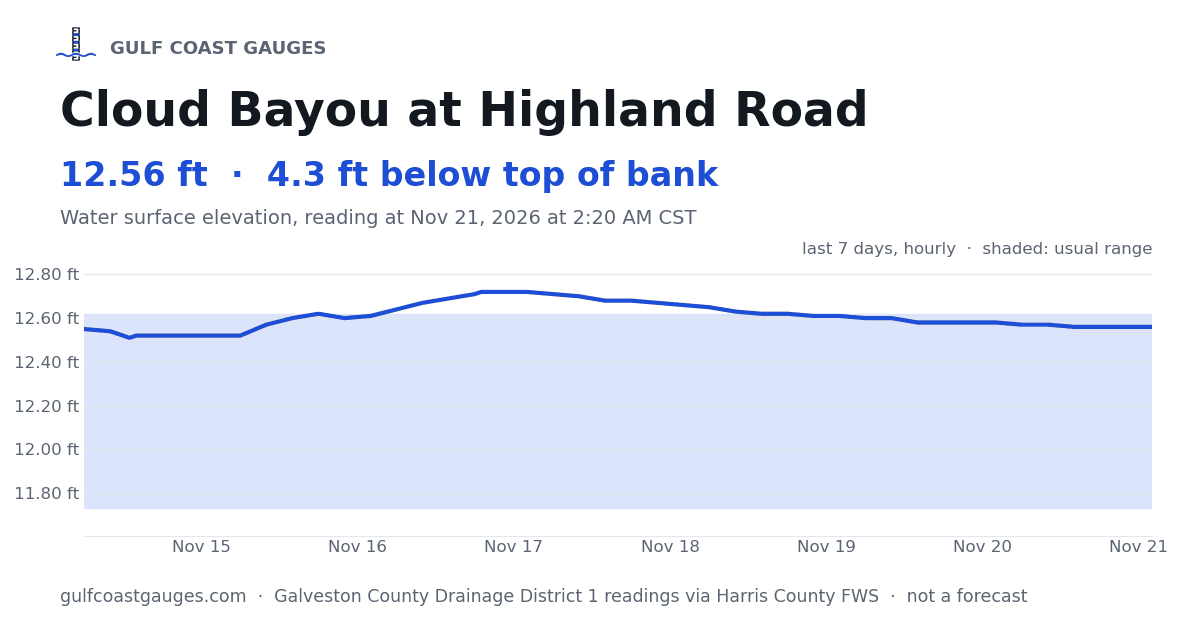 GULF COAST GAUGES
Cloud Bayou at Highland Road
12.56 ft · 4.3 ft below top of bank
Water surface elevation, reading at Nov 21, 2026 at 2:20 AM CST
last 7 days, hourly · shaded: usual range
12.80 ft
12.60 ft
12.40 ft
12.20 ft
12.00 ft
11.80 ft
Nov 15 Nov 16 Nov 17 Nov 18 Nov 19 Nov 20 Nov 21
gulfcoastgauges.com · Galveston County Drainage District 1 readings via Harris County FWS · not a forecast